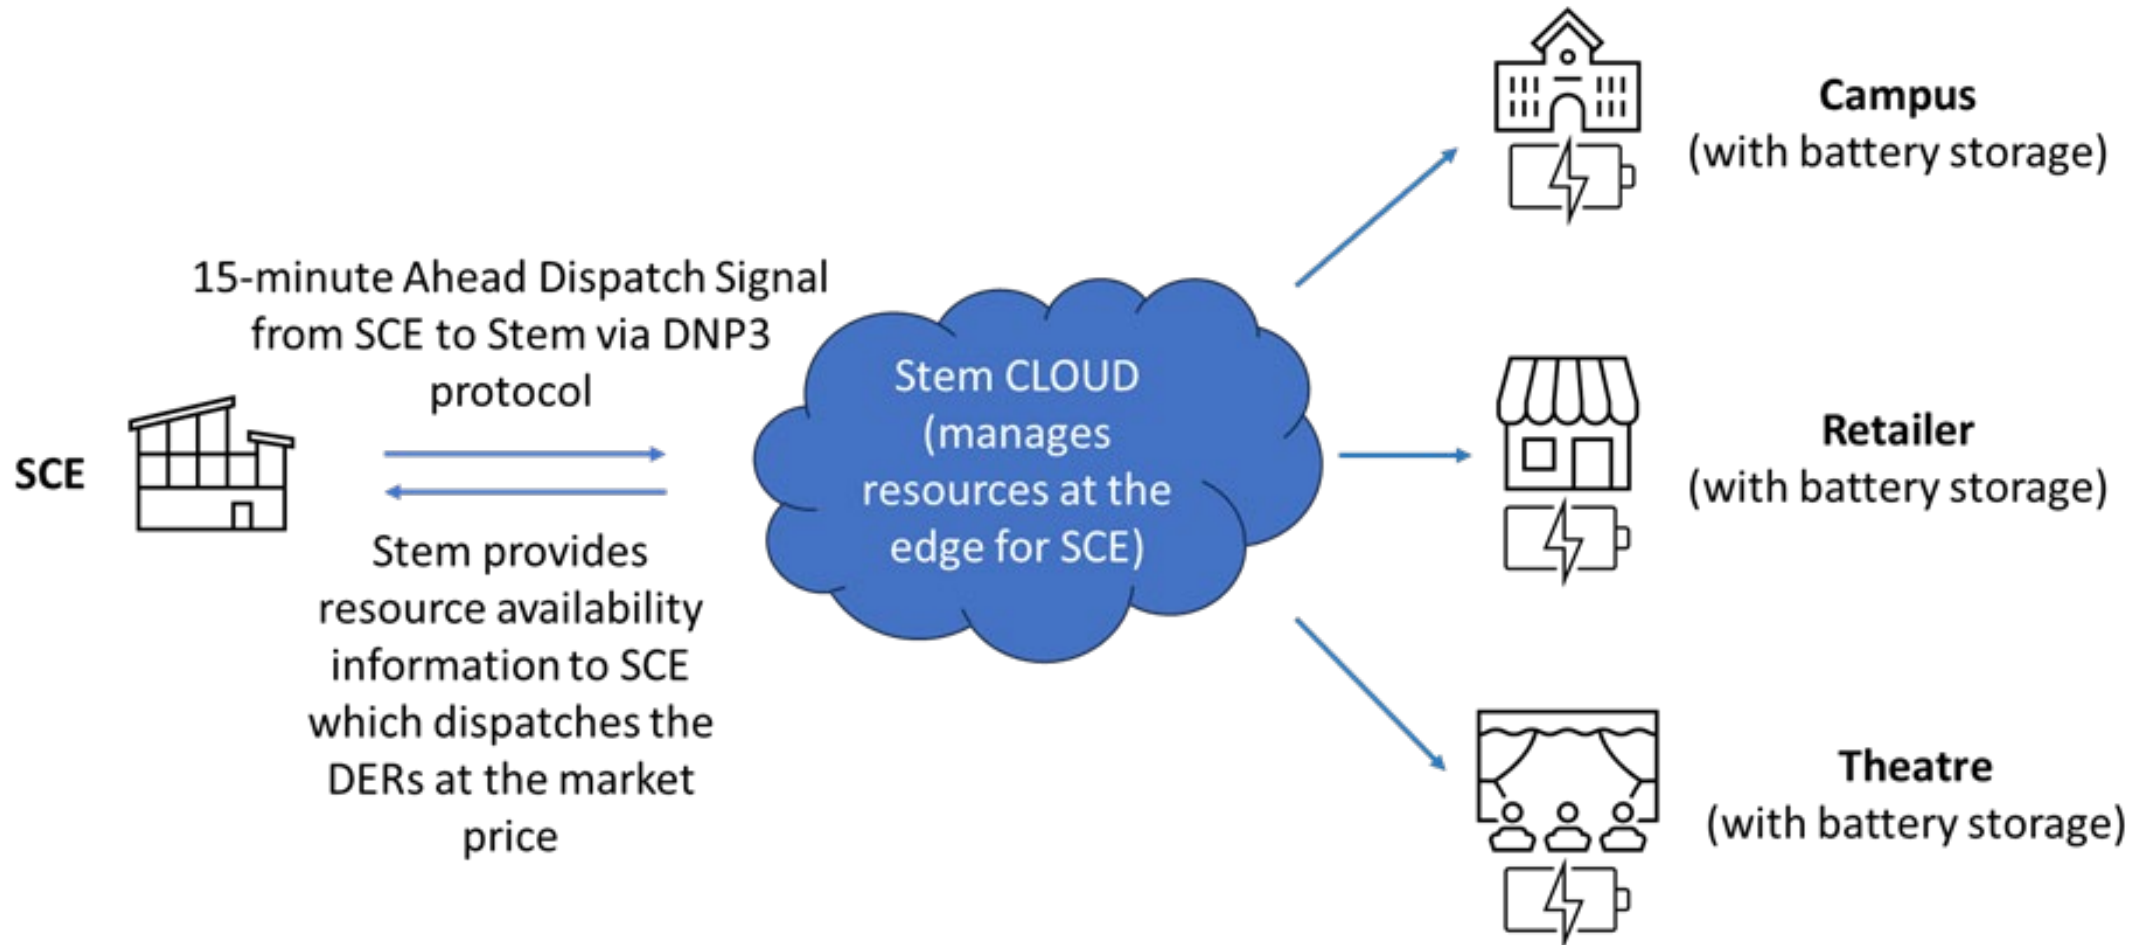 SCE
15-minute Ahead Dispatch Signal
from SCE to Stem via DNP3
protocol
Stem provides
resource availability
information to SCE
which dispatches the
DERs at the market
price
Stem CLOUD
(manages
resources at the
edge for SCE)
Campus
(with battery storage)
Retailer
(with battery storage)
Theatre
(with battery storage)